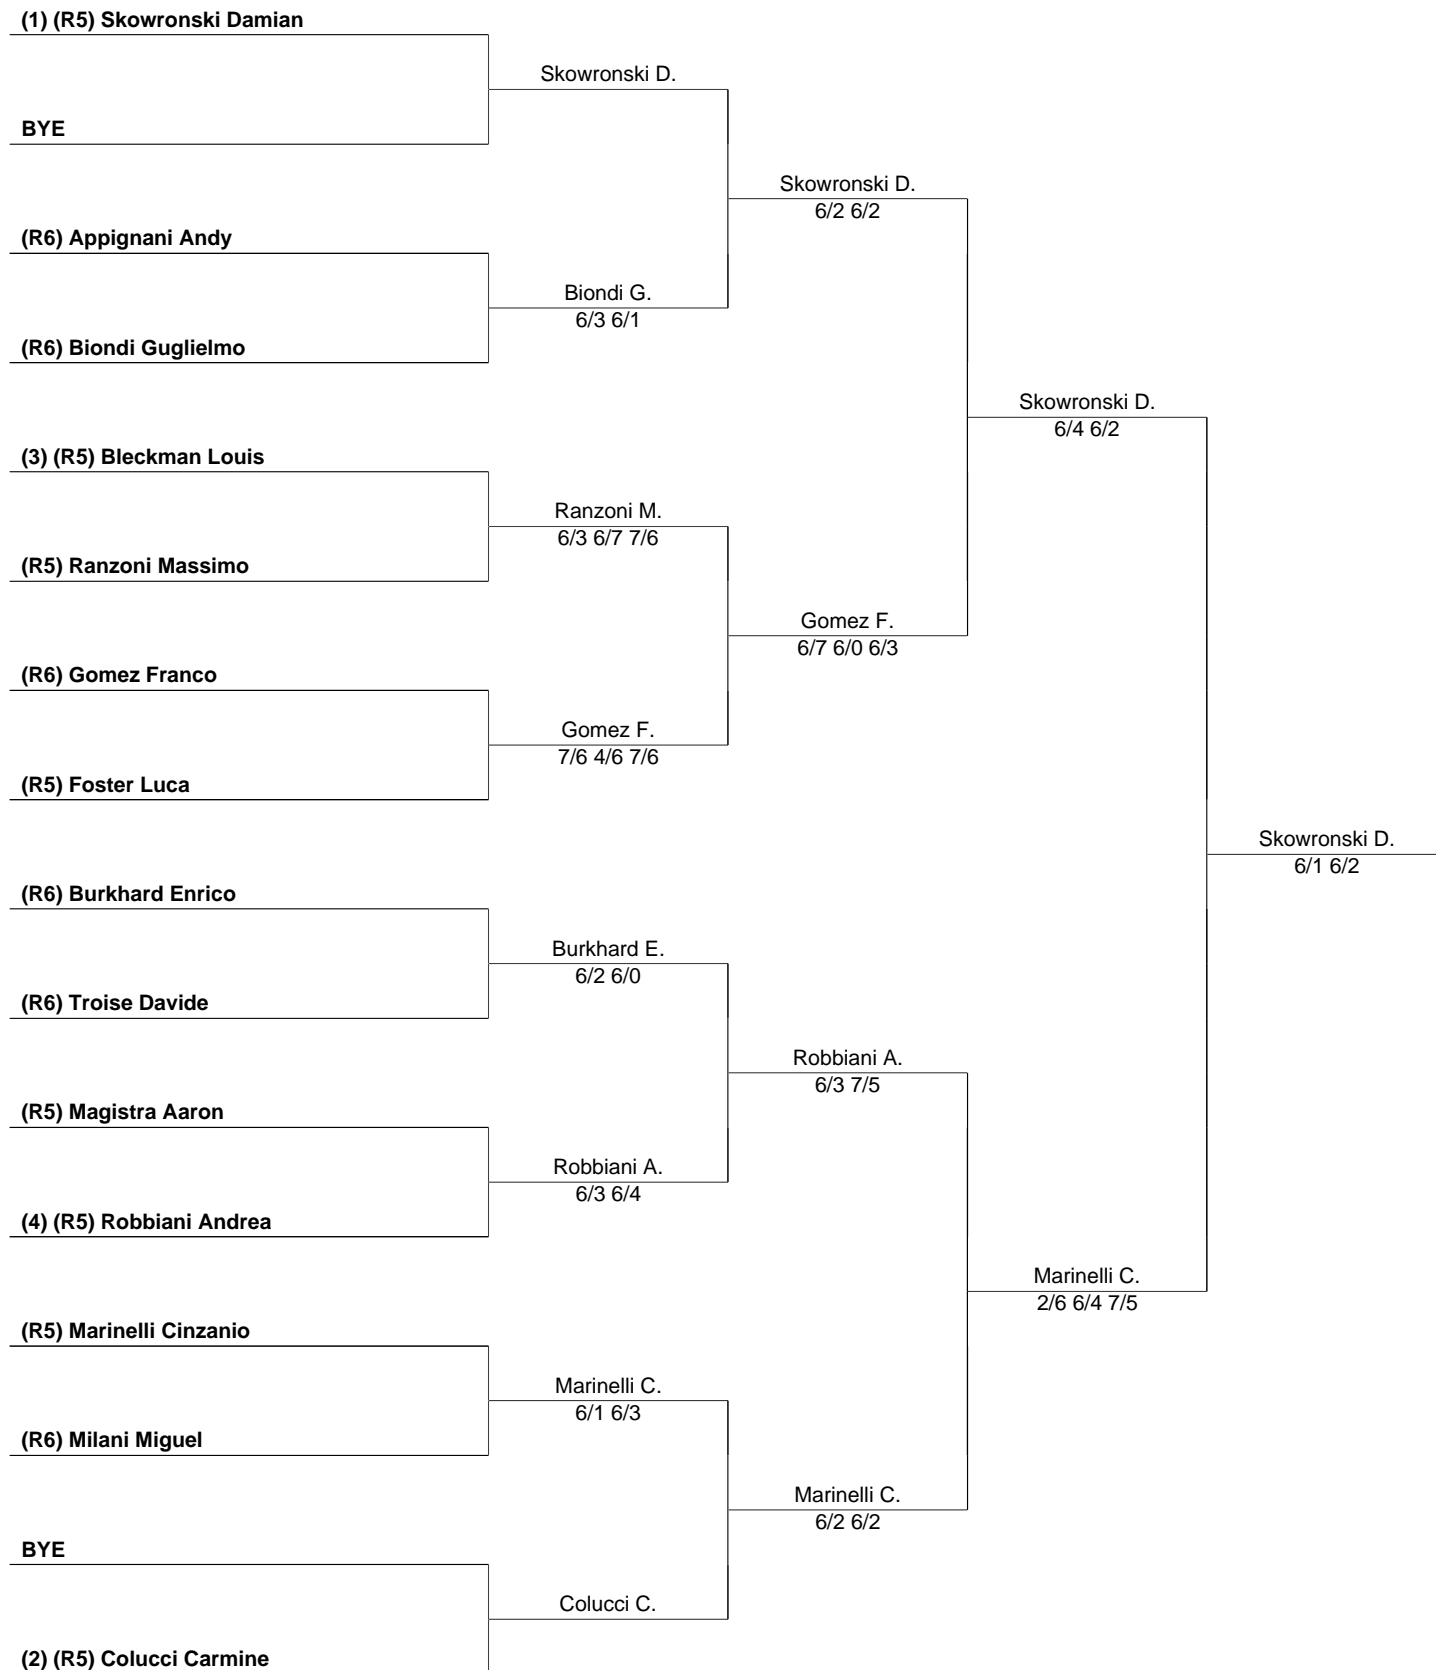 (1) (R5) Skowronski Damian
Skowronski D.
BYE
Skowronski D.
6/2 6/2
(R6) Appignani Andy
Biondi G.
6/3 6/1
(R6) Biondi Guglielmo
Skowronski D.
6/4 6/2
(3) (R5) Bleckman Louis
Ranzoni M.
6/3 6/7 7/6
(R5) Ranzoni Massimo
Gomez F.
6/7 6/0 6/3
(R6) Gomez Franco
Gomez F.
7/6 4/6 7/6
(R5) Foster Luca
Skowronski D.
6/1 6/2
(R6) Burkhard Enrico
Burkhard E.
6/2 6/0
(R6) Troise Davide
Robbiani A.
6/3 7/5
(R5) Magistra Aaron
Robbiani A.
6/3 6/4
(4) (R5) Robbiani Andrea
Marinelli C.
2/6 6/4 7/5
(R5) Marinelli Cinzanio
Marinelli C.
6/1 6/3
(R6) Milani Miguel
Marinelli C.
6/2 6/2
BYE
Colucci C.
(2) (R5) Colucci Carmine